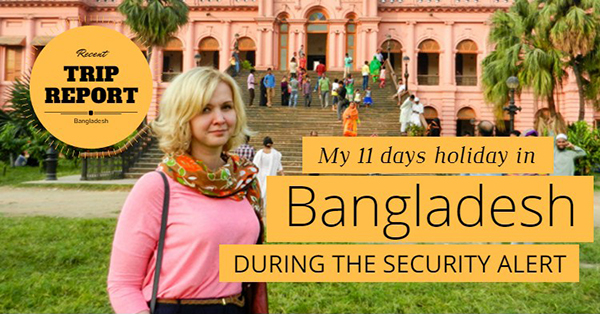 Recent
TRIP
REPORT
Bangladesh
My 11 days holiday in
Bangladesh
DURING THE SECURITY ALERT